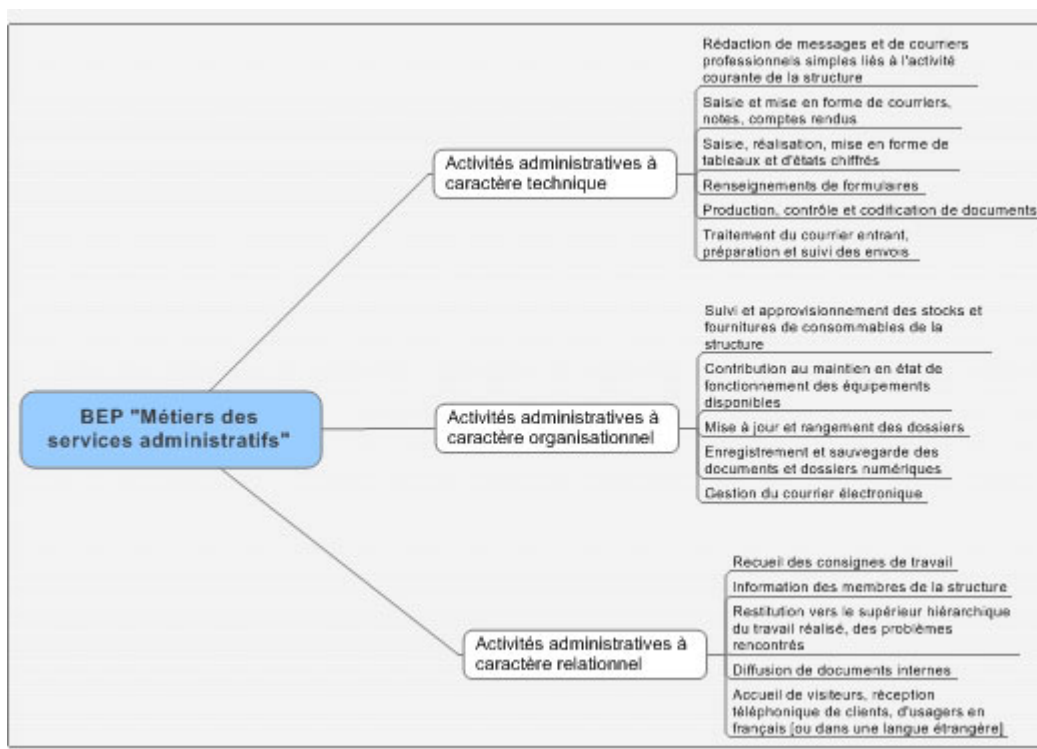 BEP "Métiers des
services administratifs"
Activités administratives à
caractère technique
Rédaction de messages et de courriers
professionnels simples liés à l'activité
courante de la structure
Saisie et mise en forme de courriers,
notes, comptes rendus
Saisie, réalisation, mise en forme de
tableaux et d'états chiffrés
Renseignements de formulaires
Production, contrôle et codification de documents
Traitement du courrier entrant,
préparation et suivi des envois
Activités administratives à
caractère organisationnel
Suivi et approvisionnement des stocks et
fournitures de consommables de la
structure
Contribution au maintien en état de
fonctionnement des équipements
disponibles
Mise à jour et rangement des dossiers
Enregistrement et sauvegarde des
documents et dossiers numériques
Gestion du courrier électronique
Activités administratives à
caractère relationnel
Recueil des consignes de travail
Information des membres de la structure
Restitution vers le supérieur hiérarchique
du travail réalisé, des problèmes
rencontrés
Diffusion de documents internes
Accueil de visiteurs, réception
téléphonique de clients, d'usagers en
français [ou dans une langue étrangère]